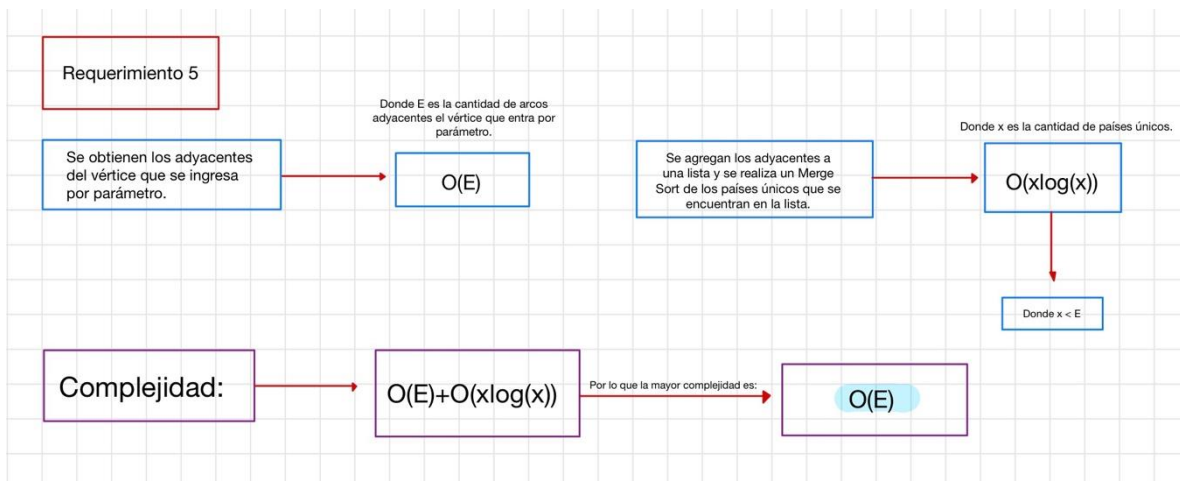 Requerimiento 5
Donde E es la cantidad de arcos
adyacentes el vértice que entra por
parámetro.
Se obtienen los adyacentes
del vértice que se ingresa
por parámetro.
O(E)
Se agregan los adyacentes a
una lista y se realiza un Merge
Sort de los países únicos que se
encuentran en la lista.
Donde x es la cantidad de países únicos.
O(xlog(x))
Donde x < E
Complejidad:
O(E)+O(xlog(x))
Por lo que la mayor complejidad es:
O(E)